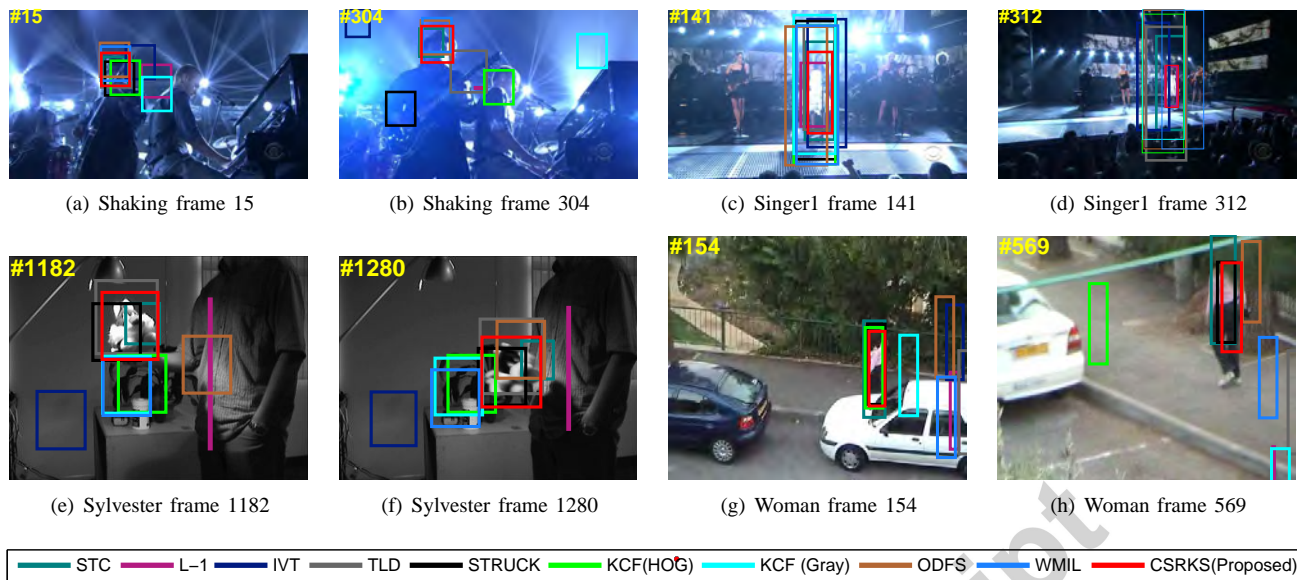 #15
#304
#141
#312
(a) Shaking frame 15
(b) Shaking frame 304
(c) Singer1 frame 141
(d) Singer1 frame 312
#1182
#1280
#154
#569
(e) Sylvester frame 1182
(f) Sylvester frame 1280
(g) Woman frame 154
(h) Woman frame 569
ipt
STC L−1 IVT TLD STRUCK KCF(HOG) KCF (Gray) ODFS WMIL CSRKS(Proposed)